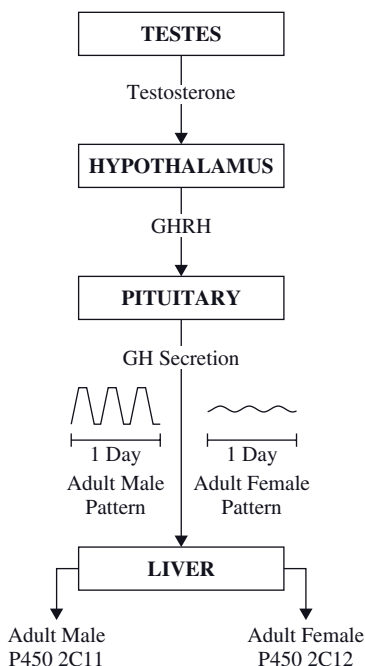 TESTES
Testosterone
HYPOTHALAMUS
GHRH
PITUITARY
GH Secretion
1 Day
Adult Male
Pattern
1 Day
Adult Female
Pattern
LIVER
Adult Male
P450 2C11
Adult Female
P450 2C12